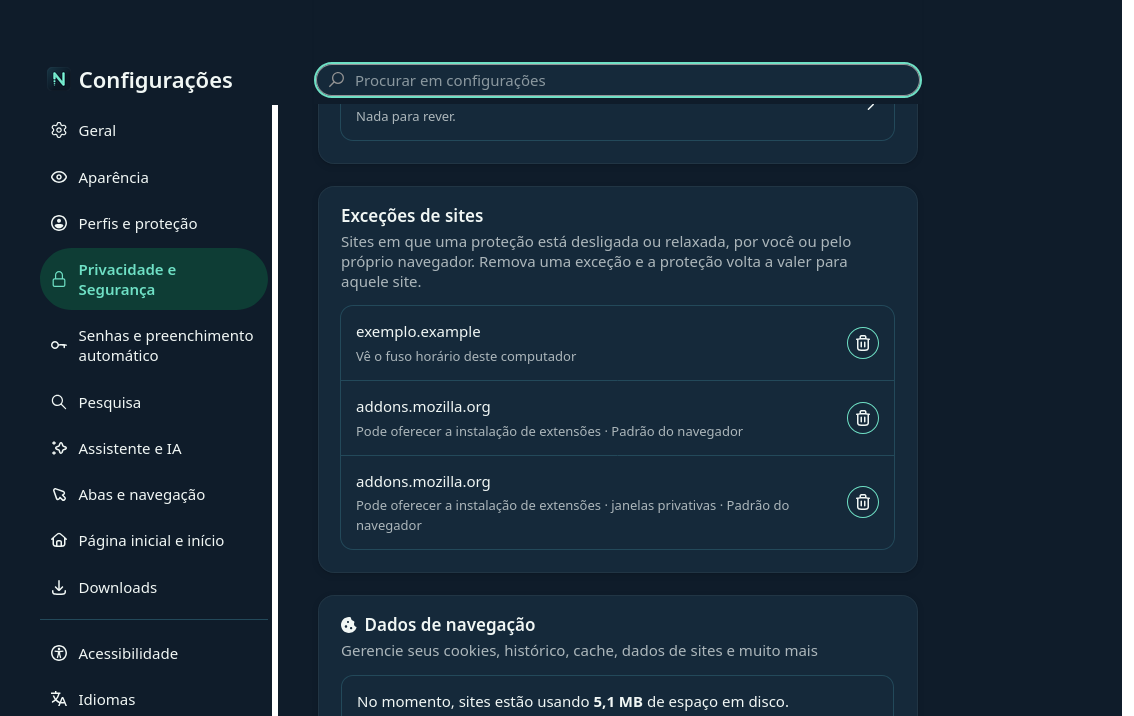 Configurações
Procurar em configurações
Geral
Aparência
Perfis e proteção
Privacidade e
Segurança
Senhas e preenchimento
automático
Pesquisa
Assistente e IA
Abas e navegação
Página inicial e início
Downloads
Acessibilidade
Idiomas
Nada para rever.
Exceções de sites
Sites em que uma proteção está desligada ou relaxada, por você ou pelo
próprio navegador. Remova uma exceção e a proteção volta a valer para
aquele site.
exemplo.example
Vê o fuso horário deste computador
addons.mozilla.org
Pode oferecer a instalação de extensões · Padrão do navegador
addons.mozilla.org
Pode oferecer a instalação de extensões · janelas privativas · Padrão do
navegador
Dados de navegação
Gerencie seus cookies, histórico, cache, dados de sites e muito mais
No momento, sites estão usando 5,1 MB de espaço em disco.